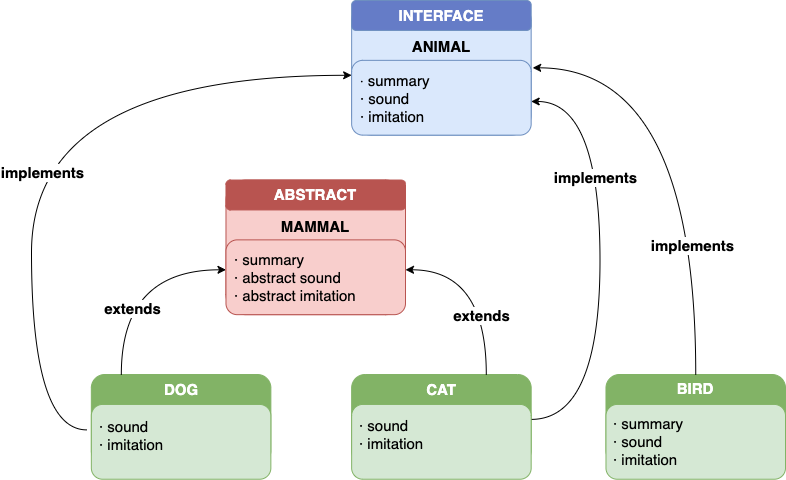 INTERFACE
ANIMAL
· summary
· sound
· imitation
implements
implements
ABSTRACT
MAMMAL
· summary
· abstract sound
· abstract imitation
implements
extends
extends
DOG
· sound
· imitation
CAT
· sound
· imitation
BIRD
· summary
· sound
· imitation